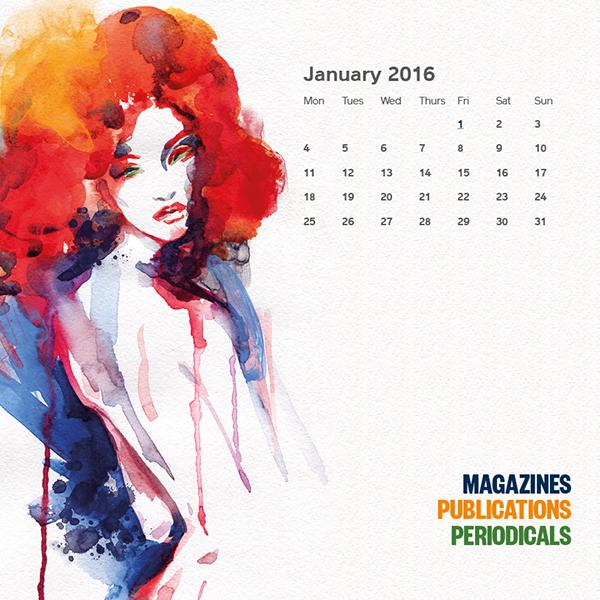 January 2016
Mon Tues Wed Thurs Fri Sat Sun
1 2 3
4 5 6 7 8 9 10
11 12 13 14 15 16 17
18 19 20 21 22 23 24
25 26 27 28 29 30 31
MAGAZINES
PUBLICATIONS
PERIODICALS